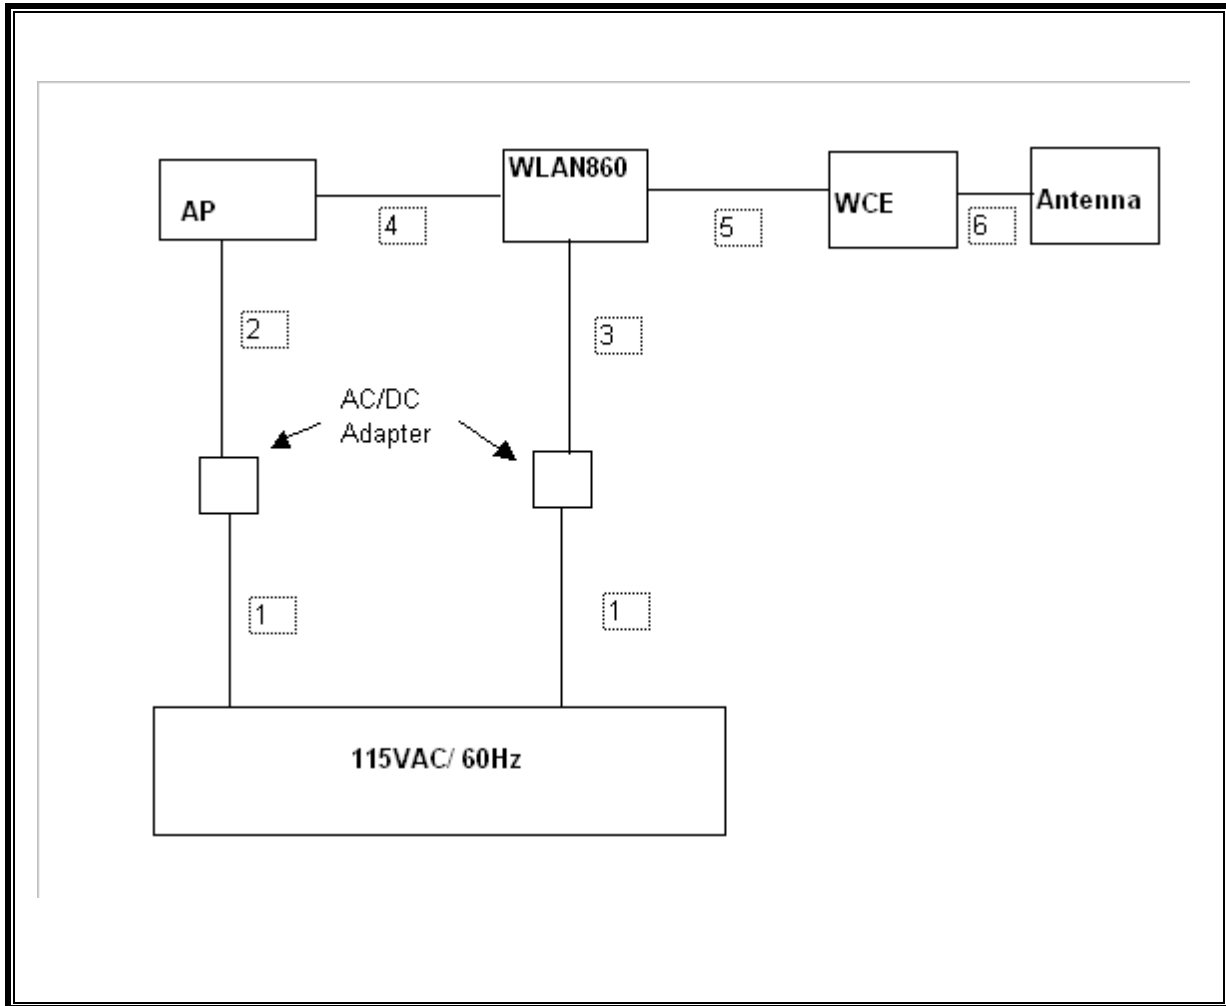 WLAN860
AP
WCE
Antenna
4
5
6
2
3
AC/DC
Adapter
1
1
115VAC/ 60Hz